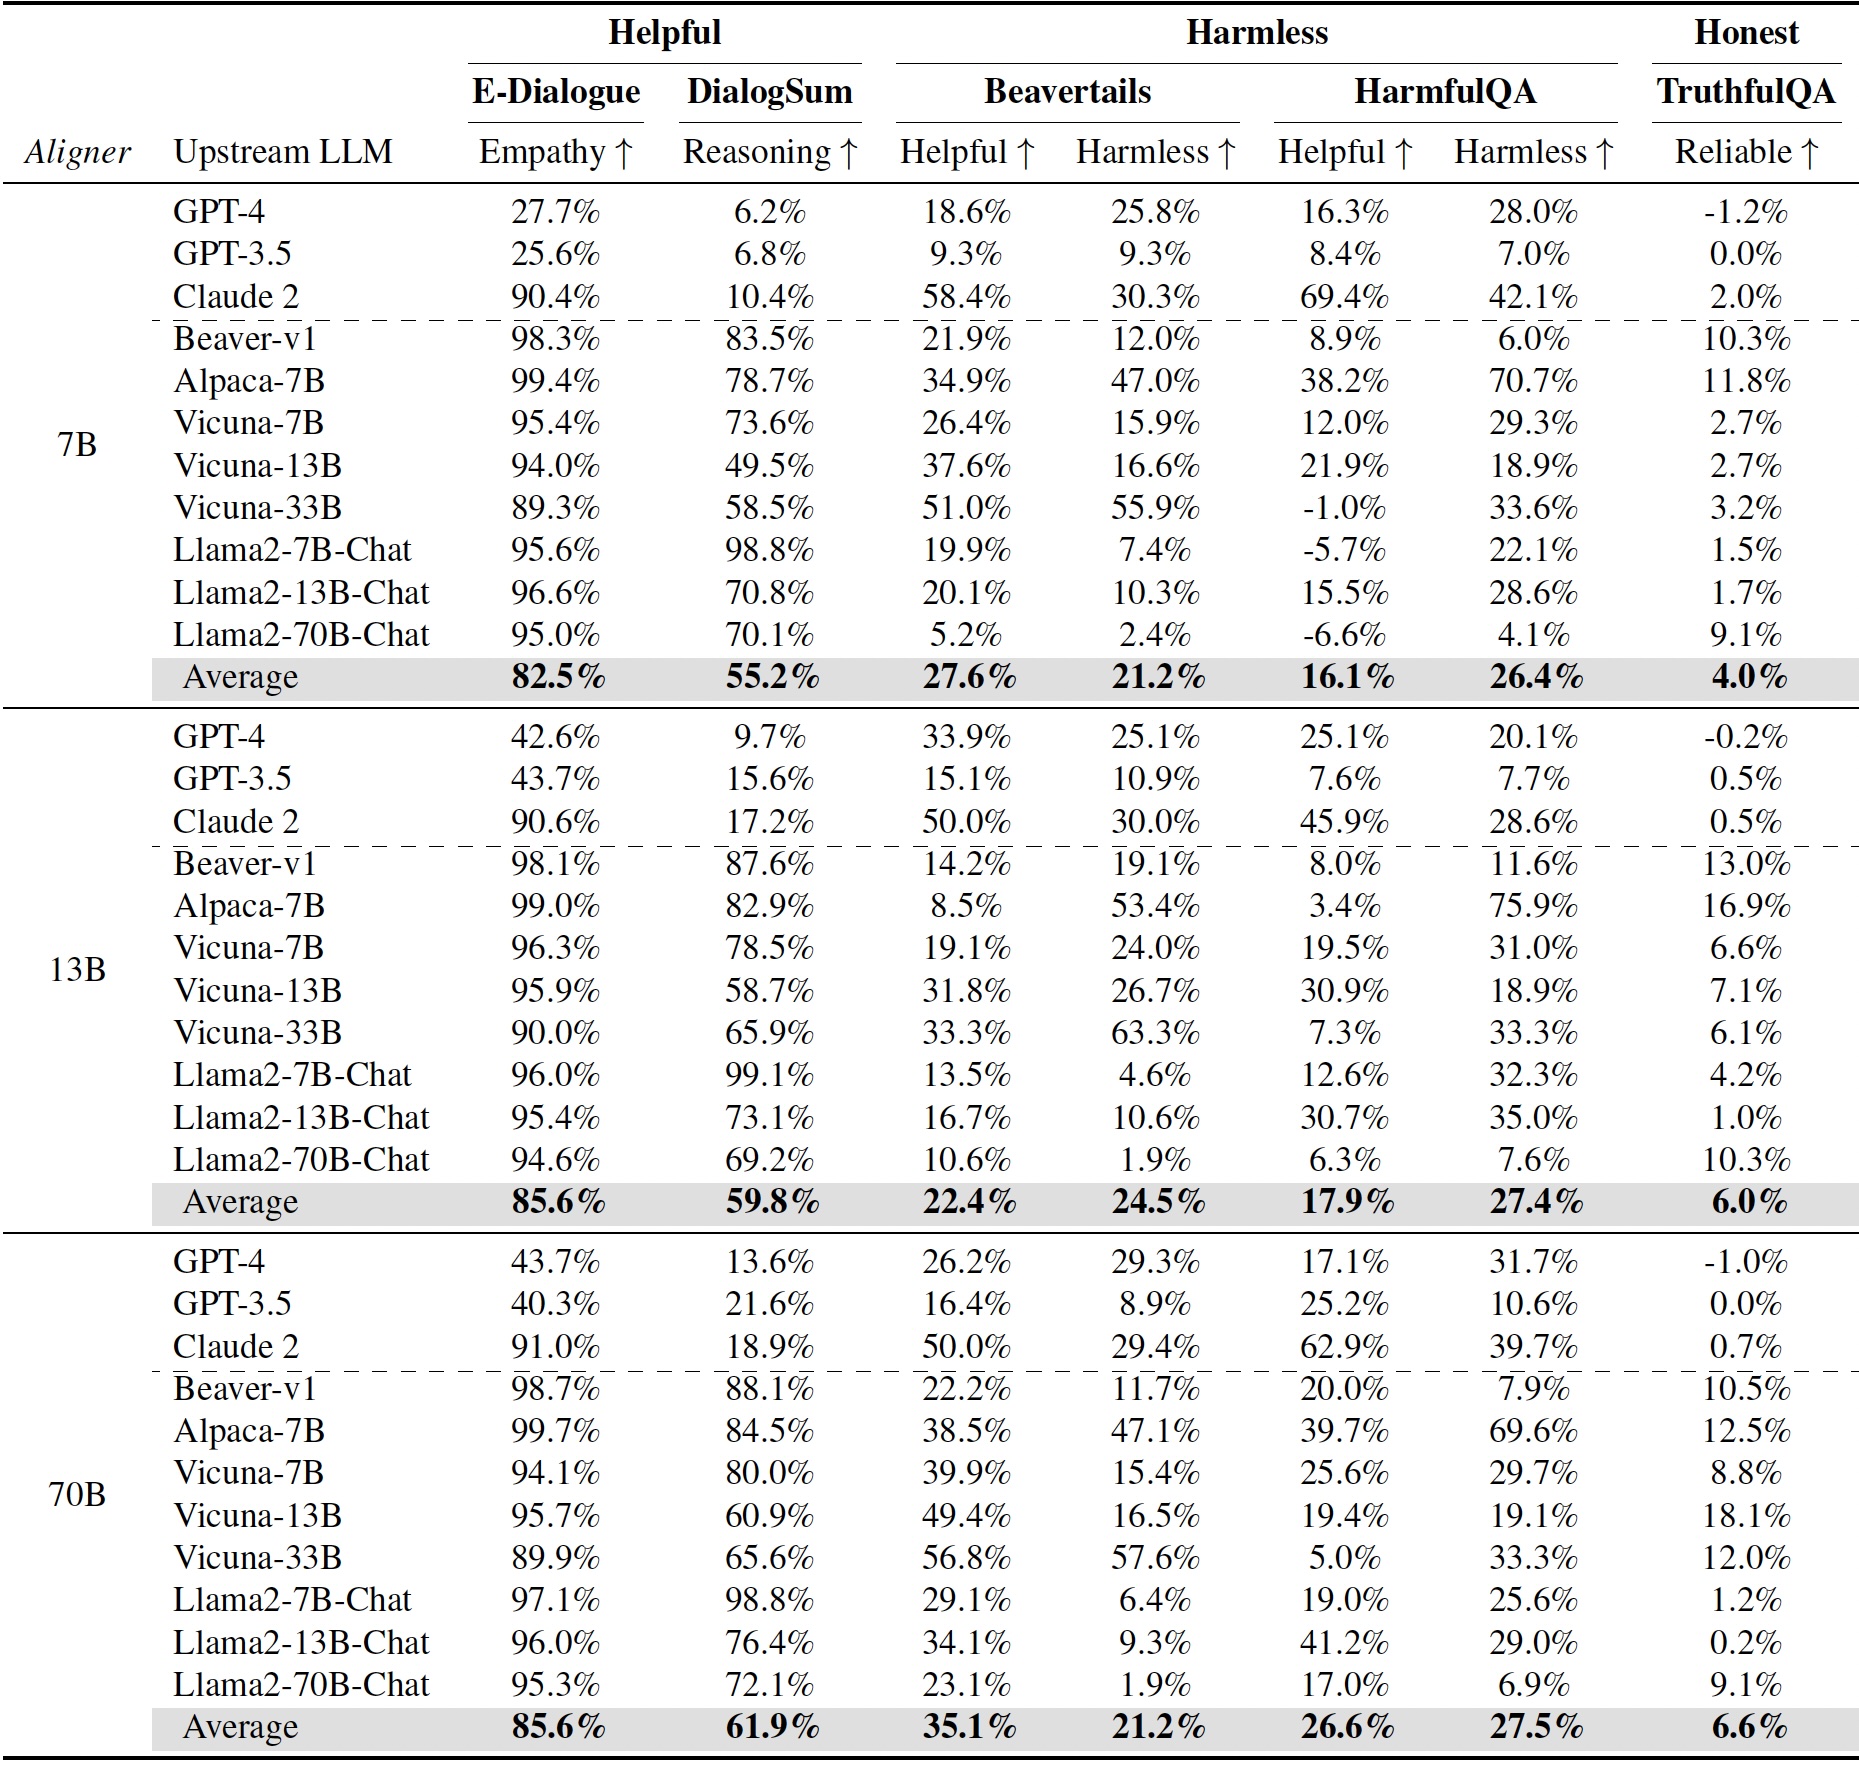 Helpful Harmless Honest
E-Dialogue DialogSum Beavertails HarmfulQA TruthfulQA
Aligner Upstream LLM Empathy ↑ Reasoning ↑ Helpful ↑ Harmless ↑ Helpful ↑ Harmless ↑ Reliable ↑
GPT-4 27.7% 6.2% 18.6% 25.8% 16.3% 28.0% -1.2%
GPT-3.5 25.6% 6.8% 9.3% 9.3% 8.4% 7.0% 0.0%
Claude 2 90.4% 10.4% 58.4% 30.3% 69.4% 42.1% 2.0%
Beaver-v1 98.3% 83.5% 21.9% 12.0% 8.9% 6.0% 10.3%
Alpaca-7B 99.4% 78.7% 34.9% 47.0% 38.2% 70.7% 11.8%
Vicuna-7B 95.4% 73.6% 26.4% 15.9% 12.0% 29.3% 2.7%
7B
Vicuna-13B 94.0% 49.5% 37.6% 16.6% 21.9% 18.9% 2.7%
Vicuna-33B 89.3% 58.5% 51.0% 55.9% -1.0% 33.6% 3.2%
Llama2-7B-Chat 95.6% 98.8% 19.9% 7.4% -5.7% 22.1% 1.5%
Llama2-13B-Chat 96.6% 70.8% 20.1% 10.3% 15.5% 28.6% 1.7%
Llama2-70B-Chat 95.0% 70.1% 5.2% 2.4% -6.6% 4.1% 9.1%
Average 82.5% 55.2% 27.6% 21.2% 16.1% 26.4% 4.0%
GPT-4 42.6% 9.7% 33.9% 25.1% 25.1% 20.1% -0.2%
GPT-3.5 43.7% 15.6% 15.1% 10.9% 7.6% 7.7% 0.5%
Claude 2 90.6% 17.2% 50.0% 30.0% 45.9% 28.6% 0.5%
Beaver-v1 98.1% 87.6% 14.2% 19.1% 8.0% 11.6% 13.0%
Alpaca-7B 99.0% 82.9% 8.5% 53.4% 3.4% 75.9% 16.9%
Vicuna-7B 96.3% 78.5% 19.1% 24.0% 19.5% 31.0% 6.6%
13B
Vicuna-13B 95.9% 58.7% 31.8% 26.7% 30.9% 18.9% 7.1%
Vicuna-33B 90.0% 65.9% 33.3% 63.3% 7.3% 33.3% 6.1%
Llama2-7B-Chat 96.0% 99.1% 13.5% 4.6% 12.6% 32.3% 4.2%
Llama2-13B-Chat 95.4% 73.1% 16.7% 10.6% 30.7% 35.0% 1.0%
Llama2-70B-Chat 94.6% 69.2% 10.6% 1.9% 6.3% 7.6% 10.3%
Average 85.6% 59.8% 22.4% 24.5% 17.9% 27.4% 6.0%
GPT-4 43.7% 13.6% 26.2% 29.3% 17.1% 31.7% -1.0%
GPT-3.5 40.3% 21.6% 16.4% 8.9% 25.2% 10.6% 0.0%
Claude 2 91.0% 18.9% 50.0% 29.4% 62.9% 39.7% 0.7%
Beaver-v1 98.7% 88.1% 22.2% 11.7% 20.0% 7.9% 10.5%
Alpaca-7B 99.7% 84.5% 38.5% 47.1% 39.7% 69.6% 12.5%
Vicuna-7B 94.1% 80.0% 39.9% 15.4% 25.6% 29.7% 8.8%
70B
Vicuna-13B 95.7% 60.9% 49.4% 16.5% 19.4% 19.1% 18.1%
Vicuna-33B 89.9% 65.6% 56.8% 57.6% 5.0% 33.3% 12.0%
Llama2-7B-Chat 97.1% 98.8% 29.1% 6.4% 19.0% 25.6% 1.2%
Llama2-13B-Chat 96.0% 76.4% 34.1% 9.3% 41.2% 29.0% 0.2%
Llama2-70B-Chat 95.3% 72.1% 23.1% 1.9% 17.0% 6.9% 9.1%
Average 85.6% 61.9% 35.1% 21.2% 26.6% 27.5% 6.6%